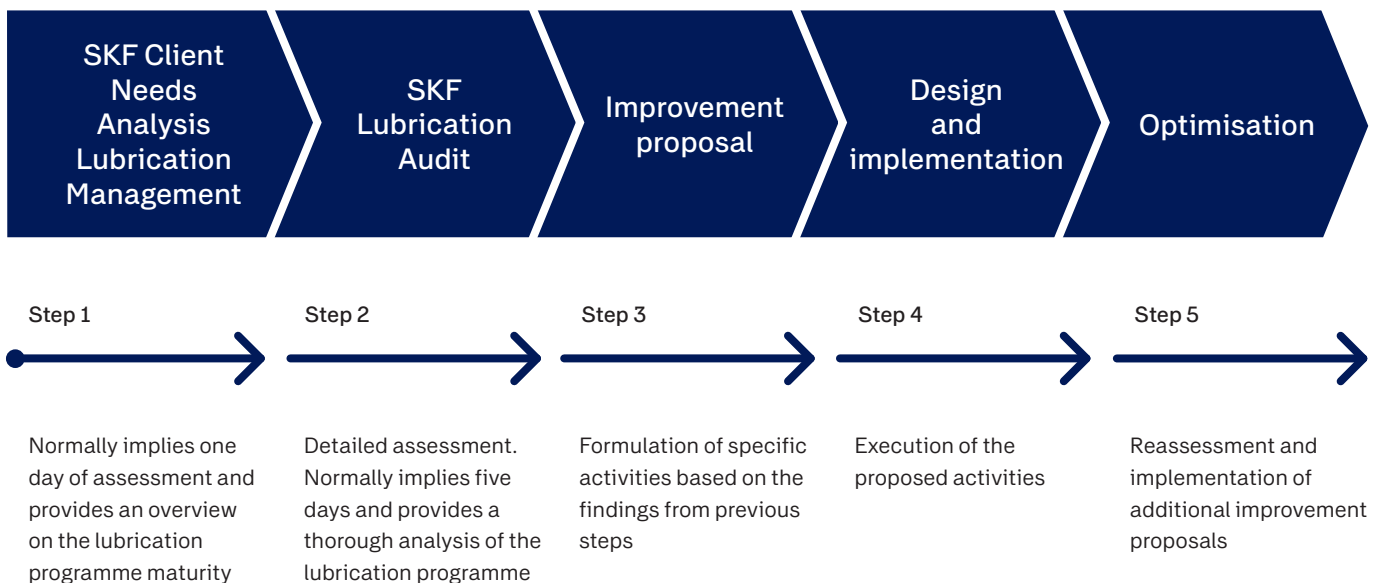 SKF Client
Needs
Analysis
Lubrication
Management
SKF
Lubrication
Audit
Improvement
proposal
Design
and
implementation
Optimisation
Step 1
Step 2
Step 3
Step 4
Step 5
Normally implies one
day of assessment and
provides an overview
on the lubrication
programme maturity
Detailed assessment.
Normally implies five
days and provides a
thorough analysis of the
lubrication programme
Formulation of specific
activities based on the
findings from previous
steps
Execution of the
proposed activities
Reassessment and
implementation of
additional improvement
proposals